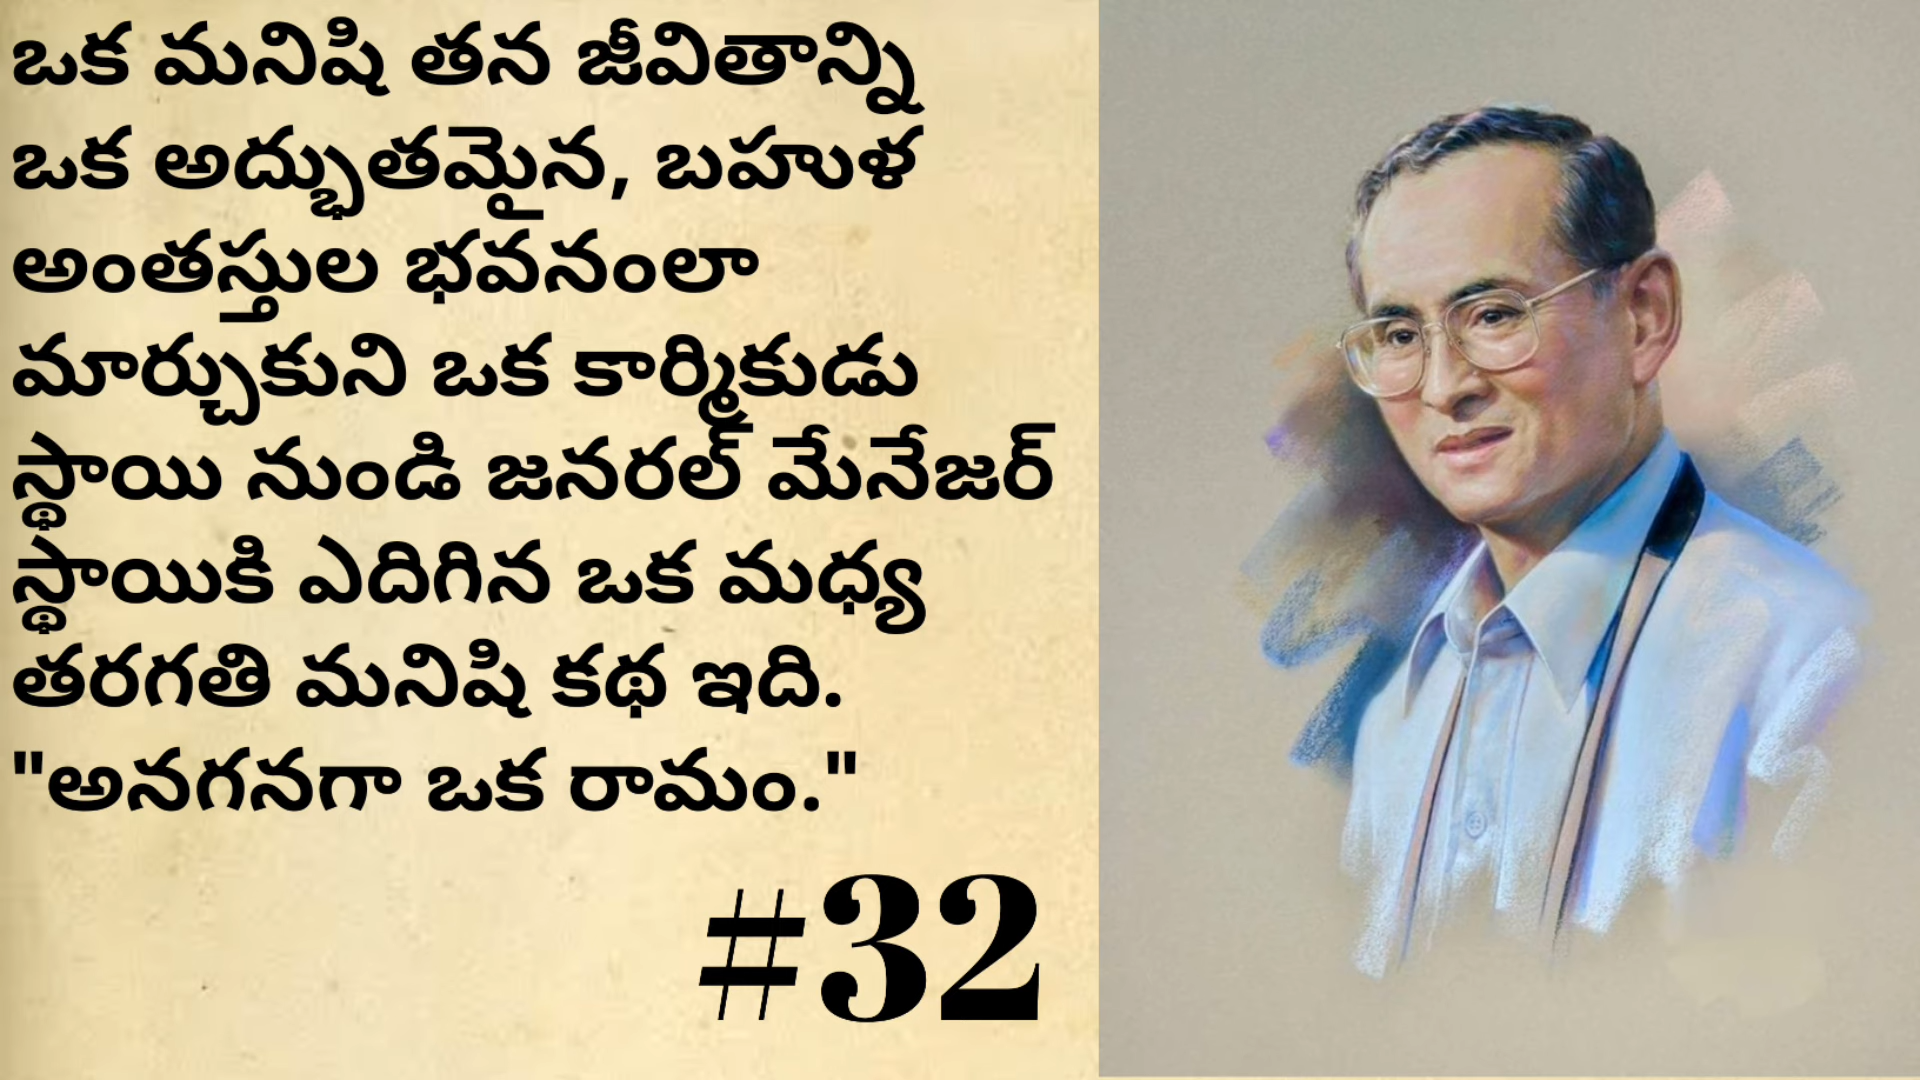 ఒక మనిషి తన జీవితాన్ని
ఒక అద్భుతమైన, బహుళ
అంతస్తుల భవనంలా
మార్చుకుని ఒక కార్మికుడు
స్థాయి నుండి జనరల్ మేనేజర్
స్థాయికి ఎదిగిన ఒక మధ్య
తరగతి మనిషి కథ ఇది.
"అనగనగా ఒక రామం."
#32